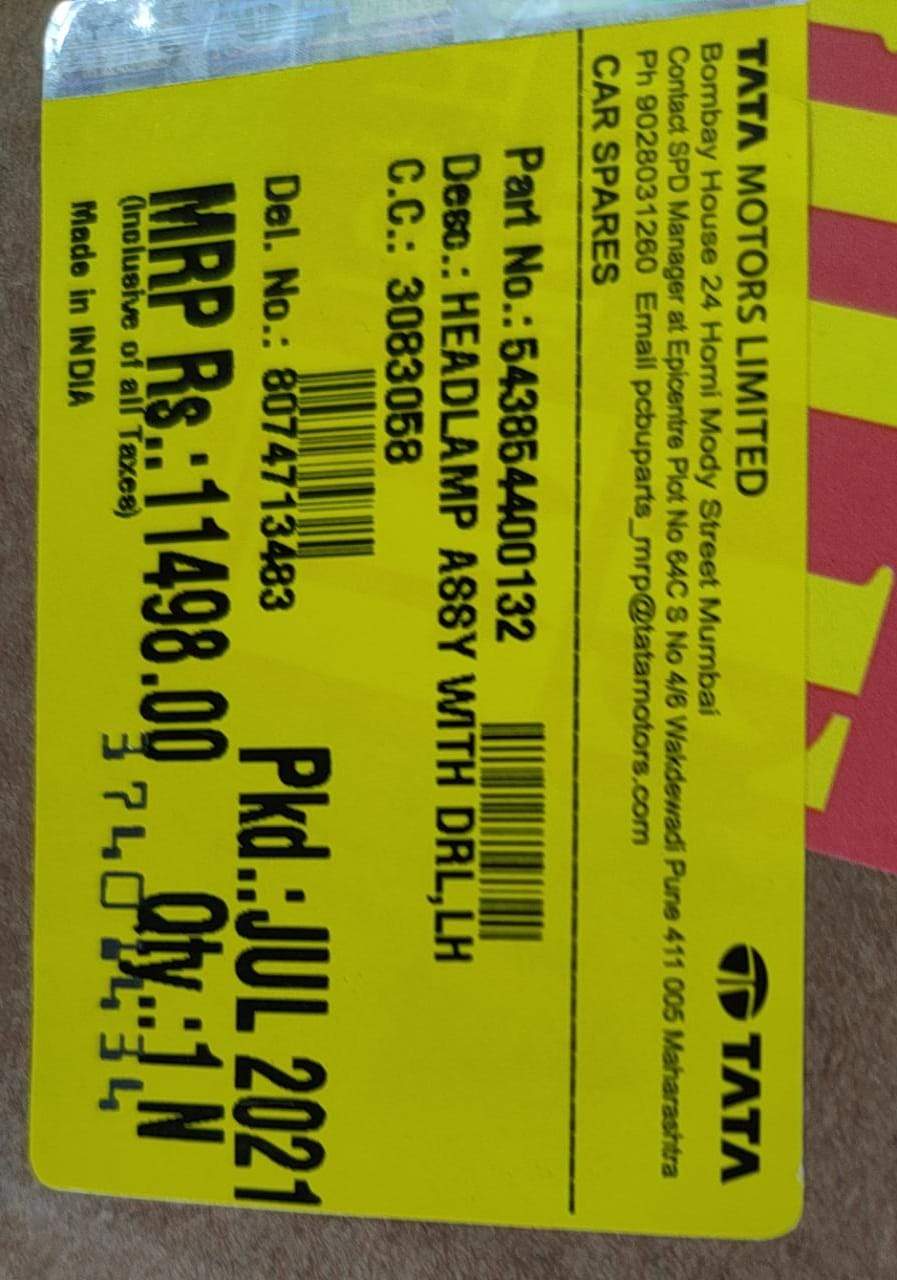 TATA MOTORS LIMITED
TATA
Bombay House 24 Homi Mody Street Mumbai
Contact SPD Manager at Epicentre Plot No 64C S No 4/6 Wakdewadi Pune 411 005 Maharashtra
Ph 9028031260 Email pcbuparts_mrp@tatamotors.com
CAR SPARES
Part No.: 543865440132
Desc.: HEADLAMP ASSY WITH DRL,LH
C.C.: 3083058
Del. No.: 8074713483
Pkd.:JUL 2021
MRP Rs.:11498.00 Qty.:1 N
(Inclusive of all Taxes)
Made in INDIA